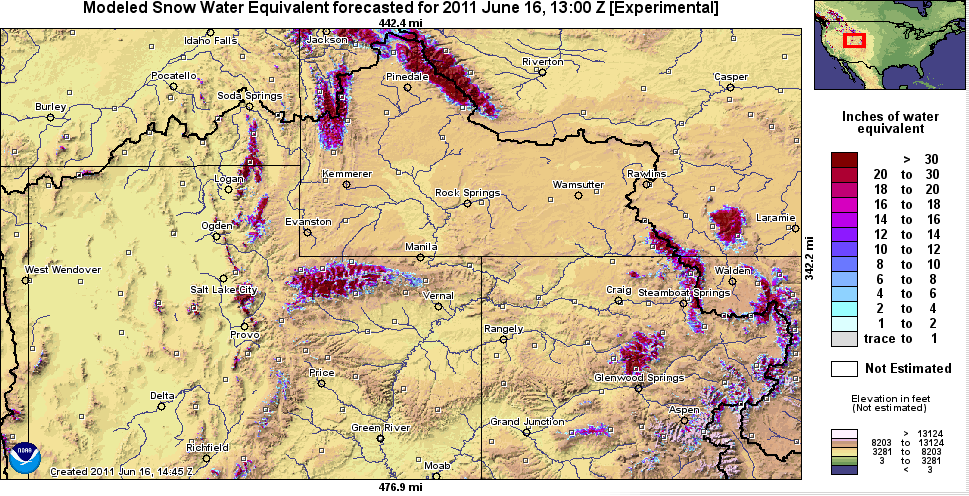 Modeled Snow Water Equivalent forecasted for 2011 June 16, 13:00 Z [Experimental]
442.4 mi
Idaho Falls
Jackson
Riverton
Pocatello
Pinedale
Casper
Soda Springs
Burley
Logan
Kemmerer
Rock Springs
Wamsutter
Rawlins
Ogden
Evanston
Laramie
Manila
West Wendover
Salt Lake City
Vernal
Craig
Steamboat Springs
Walden
Provo
Rangely
Price
Glenwood Springs
Delta
Green River
Grand Junction
Aspen
Richfield
Moab
NOAA
Created 2011 Jun 16, 14:45 Z
476.9 mi
342.2 mi
Inches of water
equivalent
> 30
20 to 30
18 to 20
16 to 18
14 to 16
12 to 14
10 to 12
8 to 10
6 to 8
4 to 6
2 to 4
1 to 2
trace to 1
Not Estimated
Elevation in feet
(Not estimated)
> 13124
8203 to 13124
3281 to 8203
3 to 3281
< 3